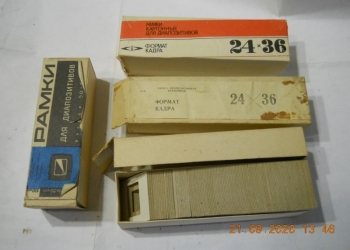 РАМКИ
КАРТОННЫЕ
ДЛЯ ДИАПОЗИТИВОВ
ФОРМАТ
КАДРА
24×36
РАМКИ
ДЛЯ ДИАПОЗИТИВОВ
ФОРМАТ
КАДРА
24 × 36
21 09 2020 13 46